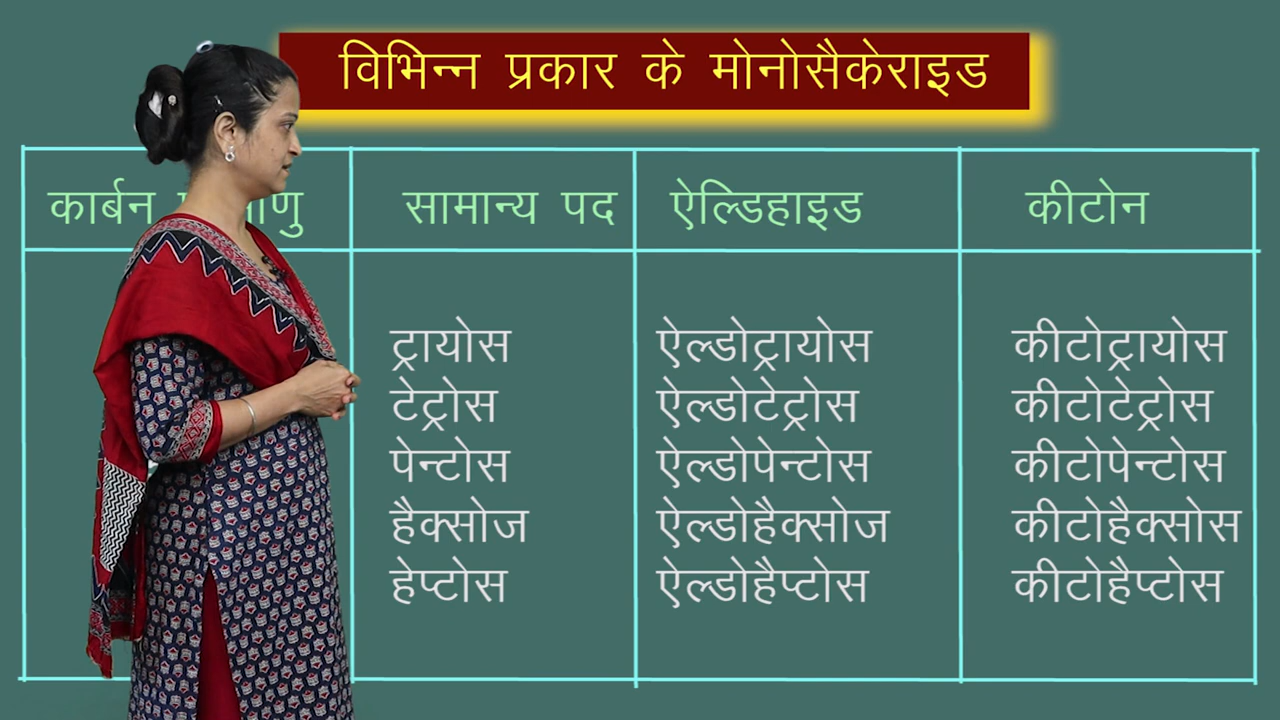 विभिन्न प्रकार के मोनोसैकेराइड
कार्बन सामान्य पद ऐल्डिहाइड कीटोन
ट्रायोस ऐल्डोट्रायोस कीटोट्रायोस
टेट्रोस ऐल्डोटेट्रोस कीटोटेट्रोस
पेन्टोस ऐल्डोपेन्टोस कीटोपेन्टोस
हैक्सोज ऐल्डोहैक्सोज कीटोहैक्सोस
हेप्टोस ऐल्डोहैप्टोस कीटोहैप्टोस